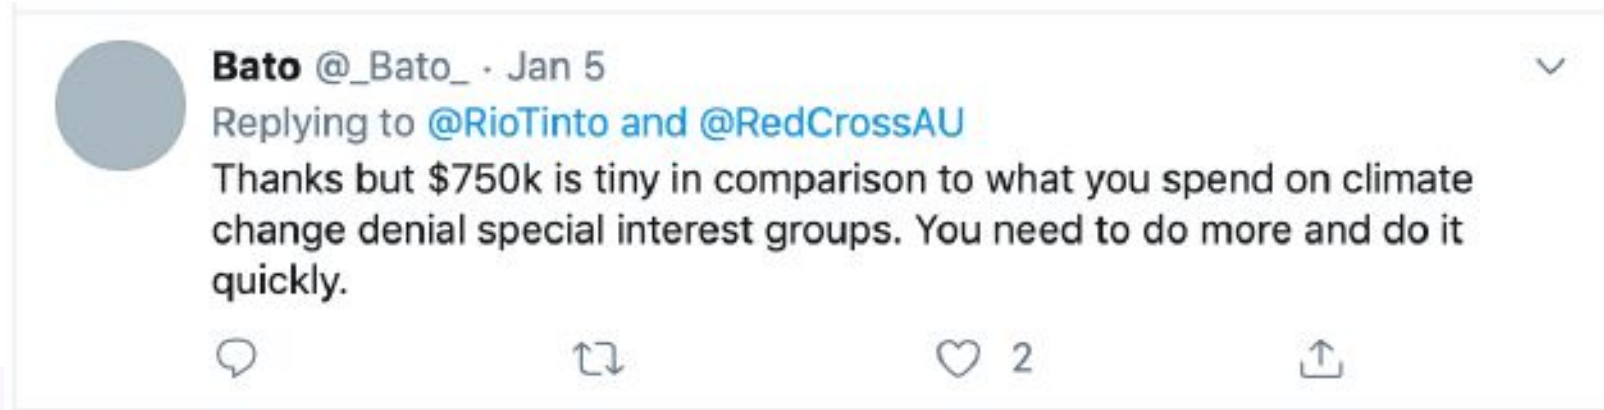 Bato @_Bato_ · Jan 5
Replying to @RioTinto and @RedCrossAU
Thanks but $750k is tiny in comparison to what you spend on climate
change denial special interest groups. You need to do more and do it
quickly.
2